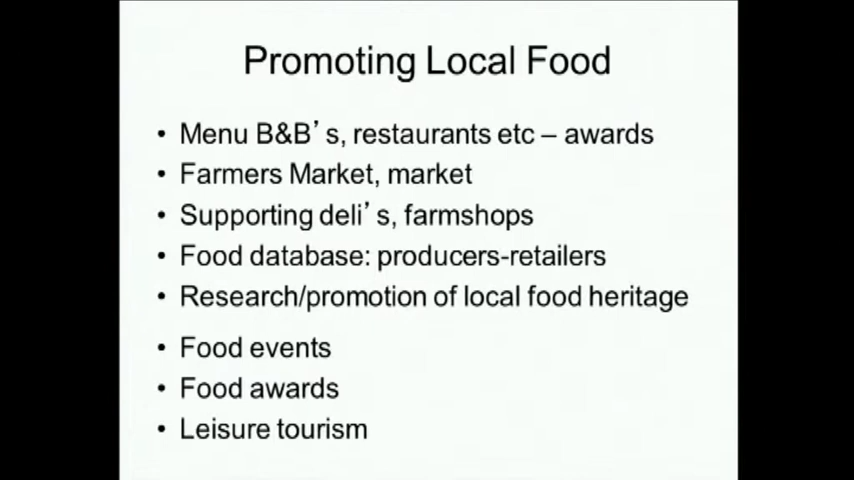 Promoting Local Food
• Menu B&B's, restaurants etc – awards
• Farmers Market, market
• Supporting deli's, farmshops
• Food database: producers-retailers
• Research/promotion of local food heritage
• Food events
• Food awards
• Leisure tourism